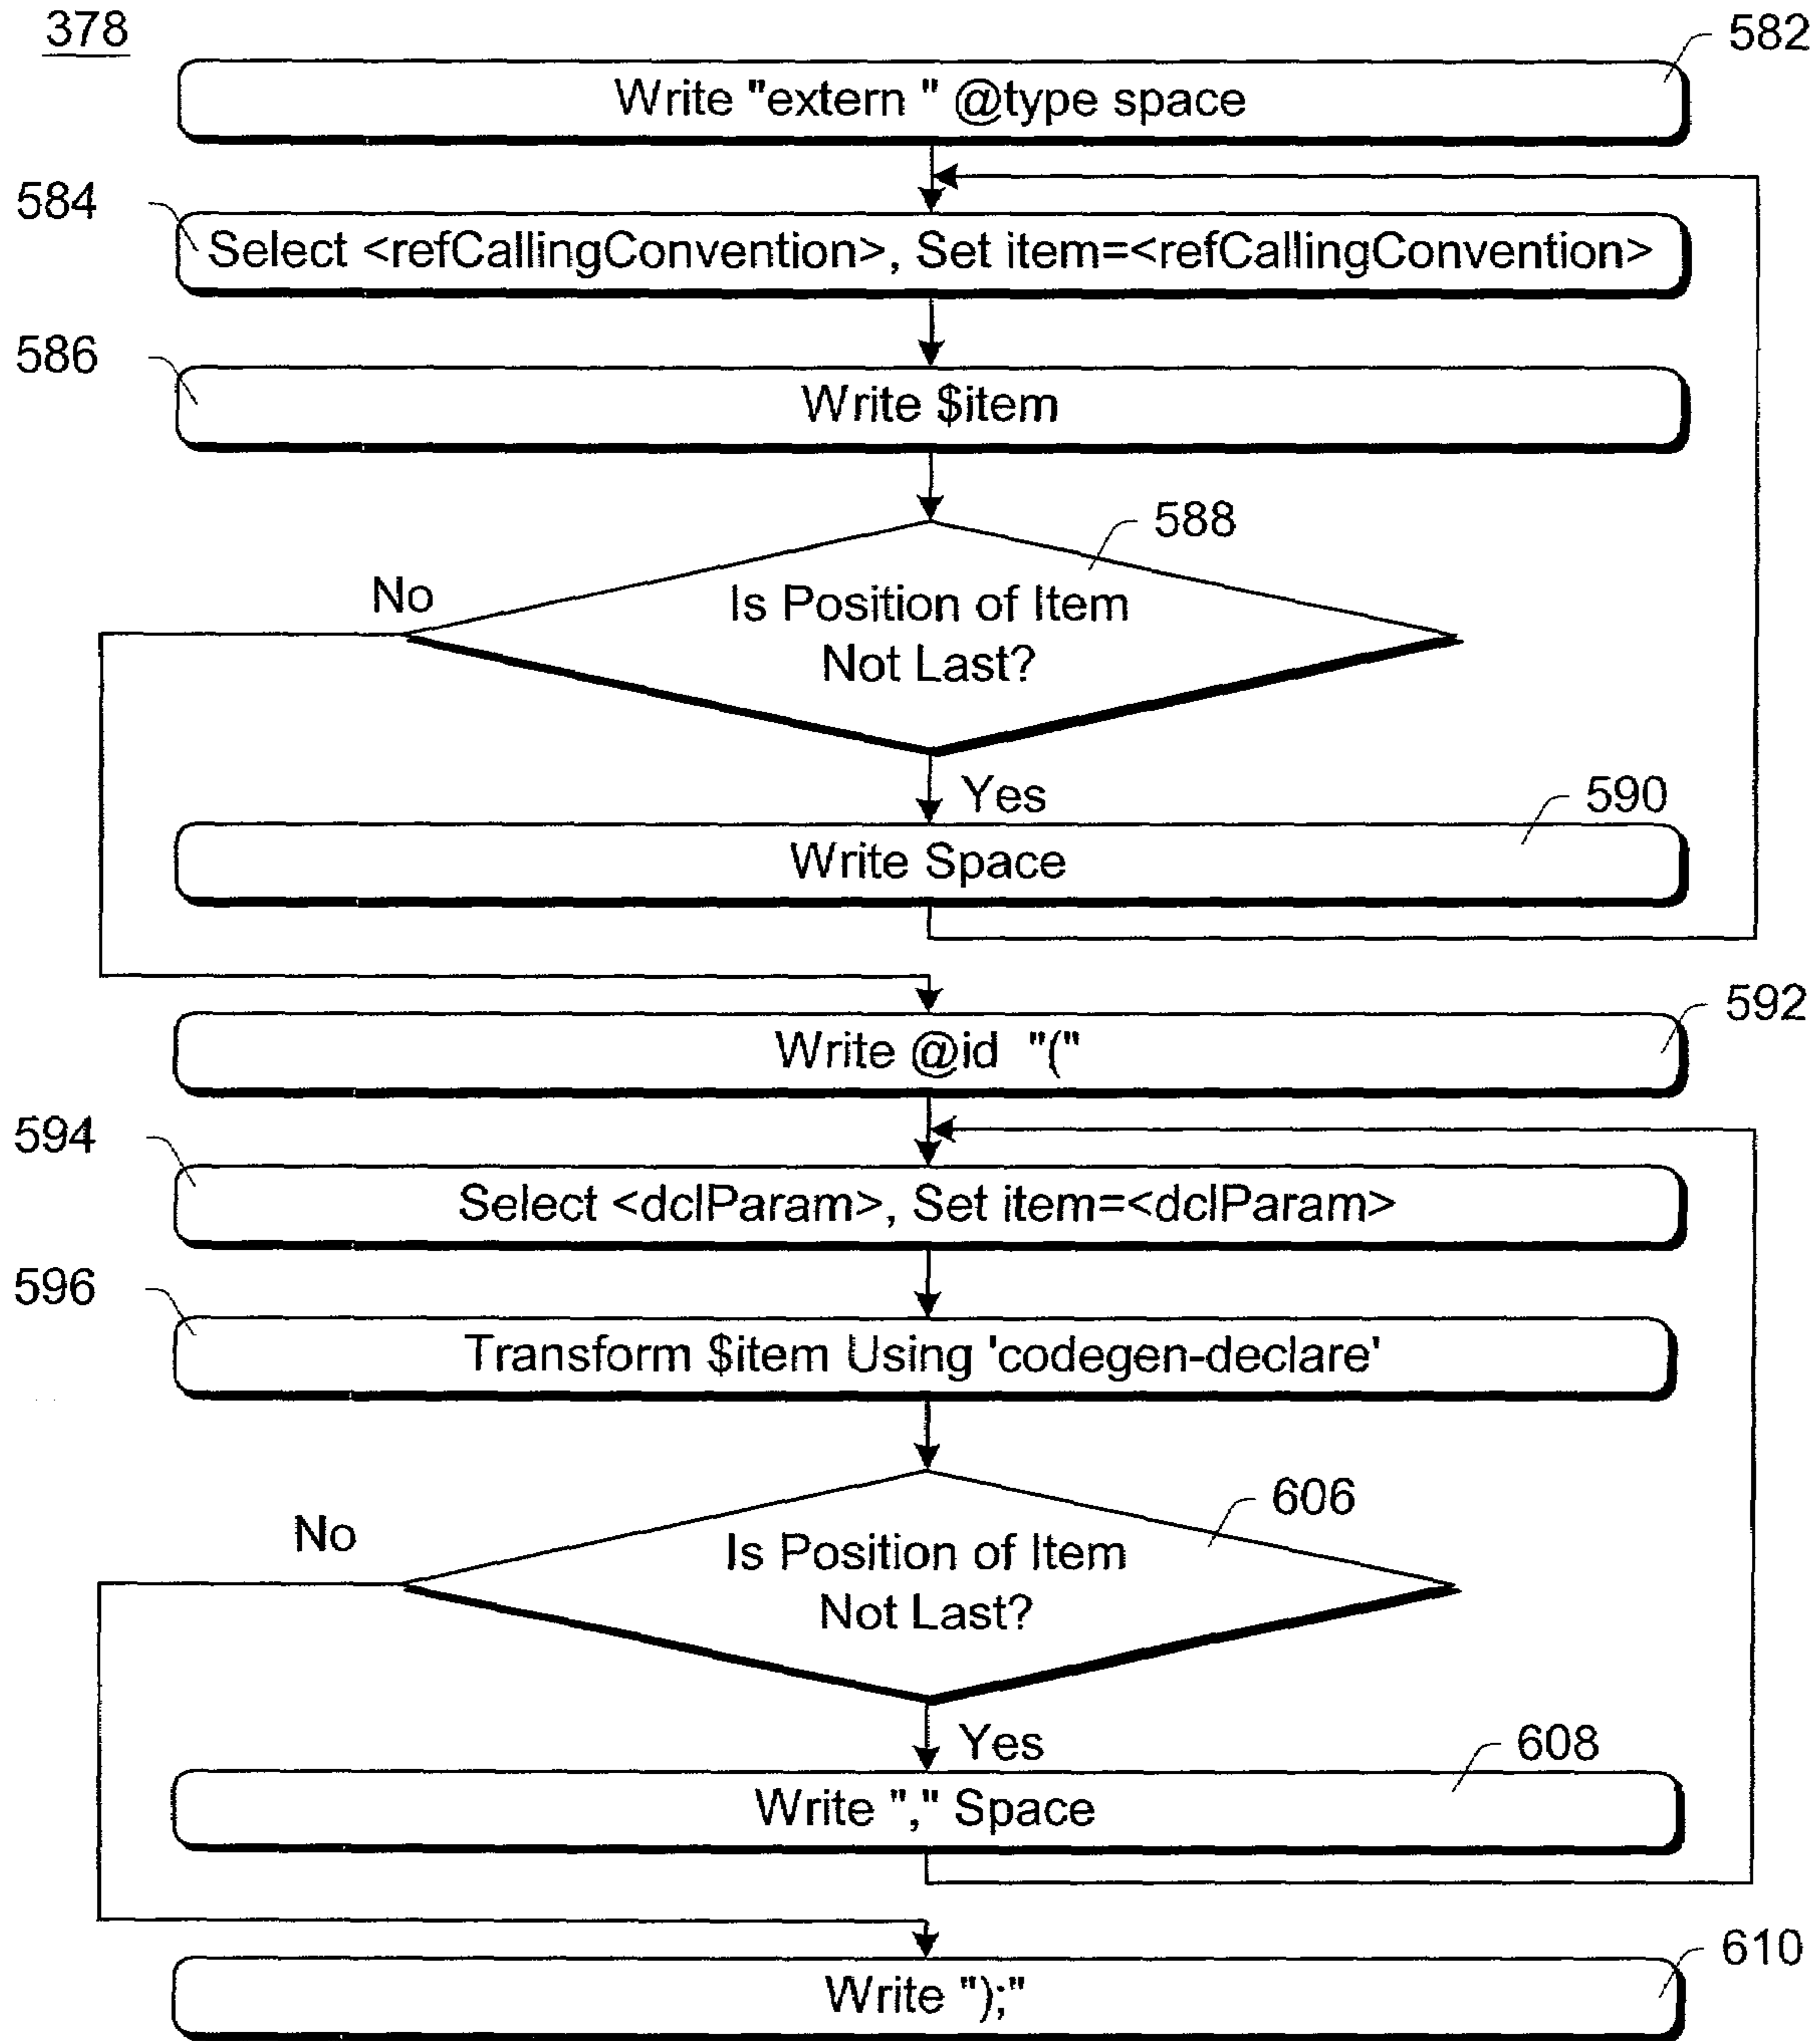 378
582
Write "extern " @type space
584
Select <refCallingConvention>, Set item=<refCallingConvention>
586
Write $item
588
No
Is Position of Item
Not Last?
Yes
590
Write Space
592
Write @id "("
594
Select <dclParam>, Set item=<dclParam>
596
Transform $item Using 'codegen-declare'
606
No
Is Position of Item
Not Last?
Yes
608
Write "," Space
610
Write ");"